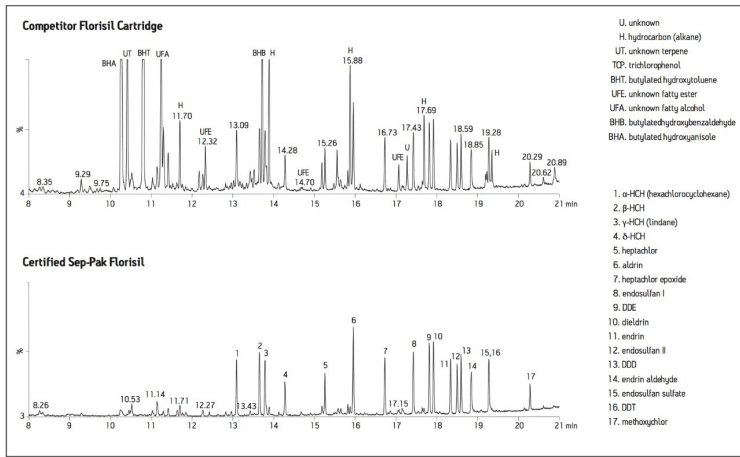 Competitor Florisil Cartridge
BHA
UT
BHT
UFA
H
11.70
UFE
12.32
13.09
BHB
H
14.28
UFE
14.70
15.26
H
15.88
16.73
UFE
U
17.43
H
17.69
18.59
18.85
19.28
H
20.29
20.62
20.89
8.35
9.29
9.75
%
4
8 9 10 11 12 13 14 15 16 17 18 19 20 21 min
Certified Sep-Pak Florisil
%
3
8.26
10.53
11.14
11.71
12.27
13.43
1
2
3
4
5
6
7
17.15
8
9
10
11
12
13
14
15,16
17
8 9 10 11 12 13 14 15 16 17 18 19 20 21 min
U. unknown
H. hydrocarbon (alkane)
UT. unknown terpene
TCP. trichlorophenol
BHT. butylated hydroxytoluene
UFE. unknown fatty ester
UFA. unknown fatty alcohol
BHB. butylatedhydroxybenzaldehyde
BHA. butylated hydroxyanisole
1. α-HCH (hexachlorocyclohexane)
2. β-HCH
3. γ-HCH (lindane)
4. δ-HCH
5. heptachlor
6. aldrin
7. heptachlor epoxide
8. endosulfan I
9. DDE
10. dieldrin
11. endrin
12. endosulfan II
13. DDD
14. endrin aldehyde
15. endosulfan sulfate
16. DDT
17. methoxychlor